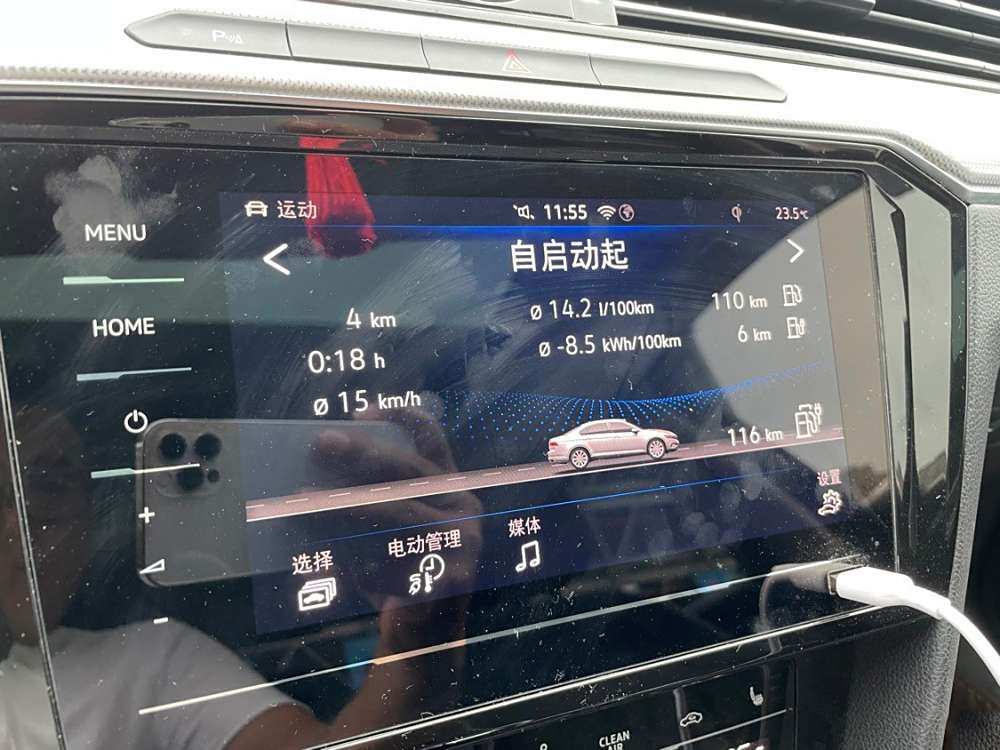 P
MENU
HOME
运动
11:55
23.5℃
自启动起
4 km
0:18 h
ø 15 km/h
ø 14.2 l/100km
ø -8.5 kWh/100km
110 km
6 km
116 km
选择
电动管理
媒体
设置
+
-
CLEAN
AIR